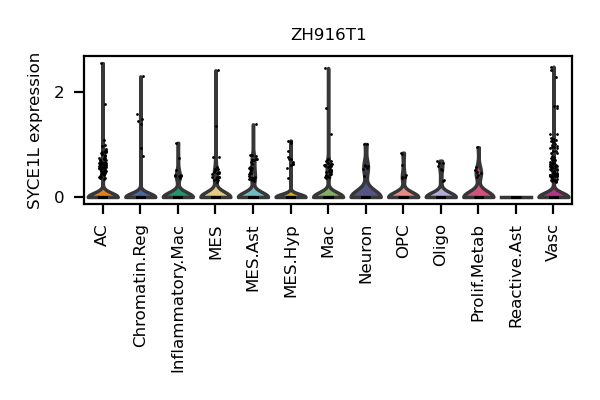 ZH916T1
SYCE1L expression
2
0
AC
Chromatin.Reg
Inflammatory.Mac
MES
MES.Ast
MES.Hyp
Mac
Neuron
OPC
Oligo
Prolif.Metab
Reactive.Ast
Vasc